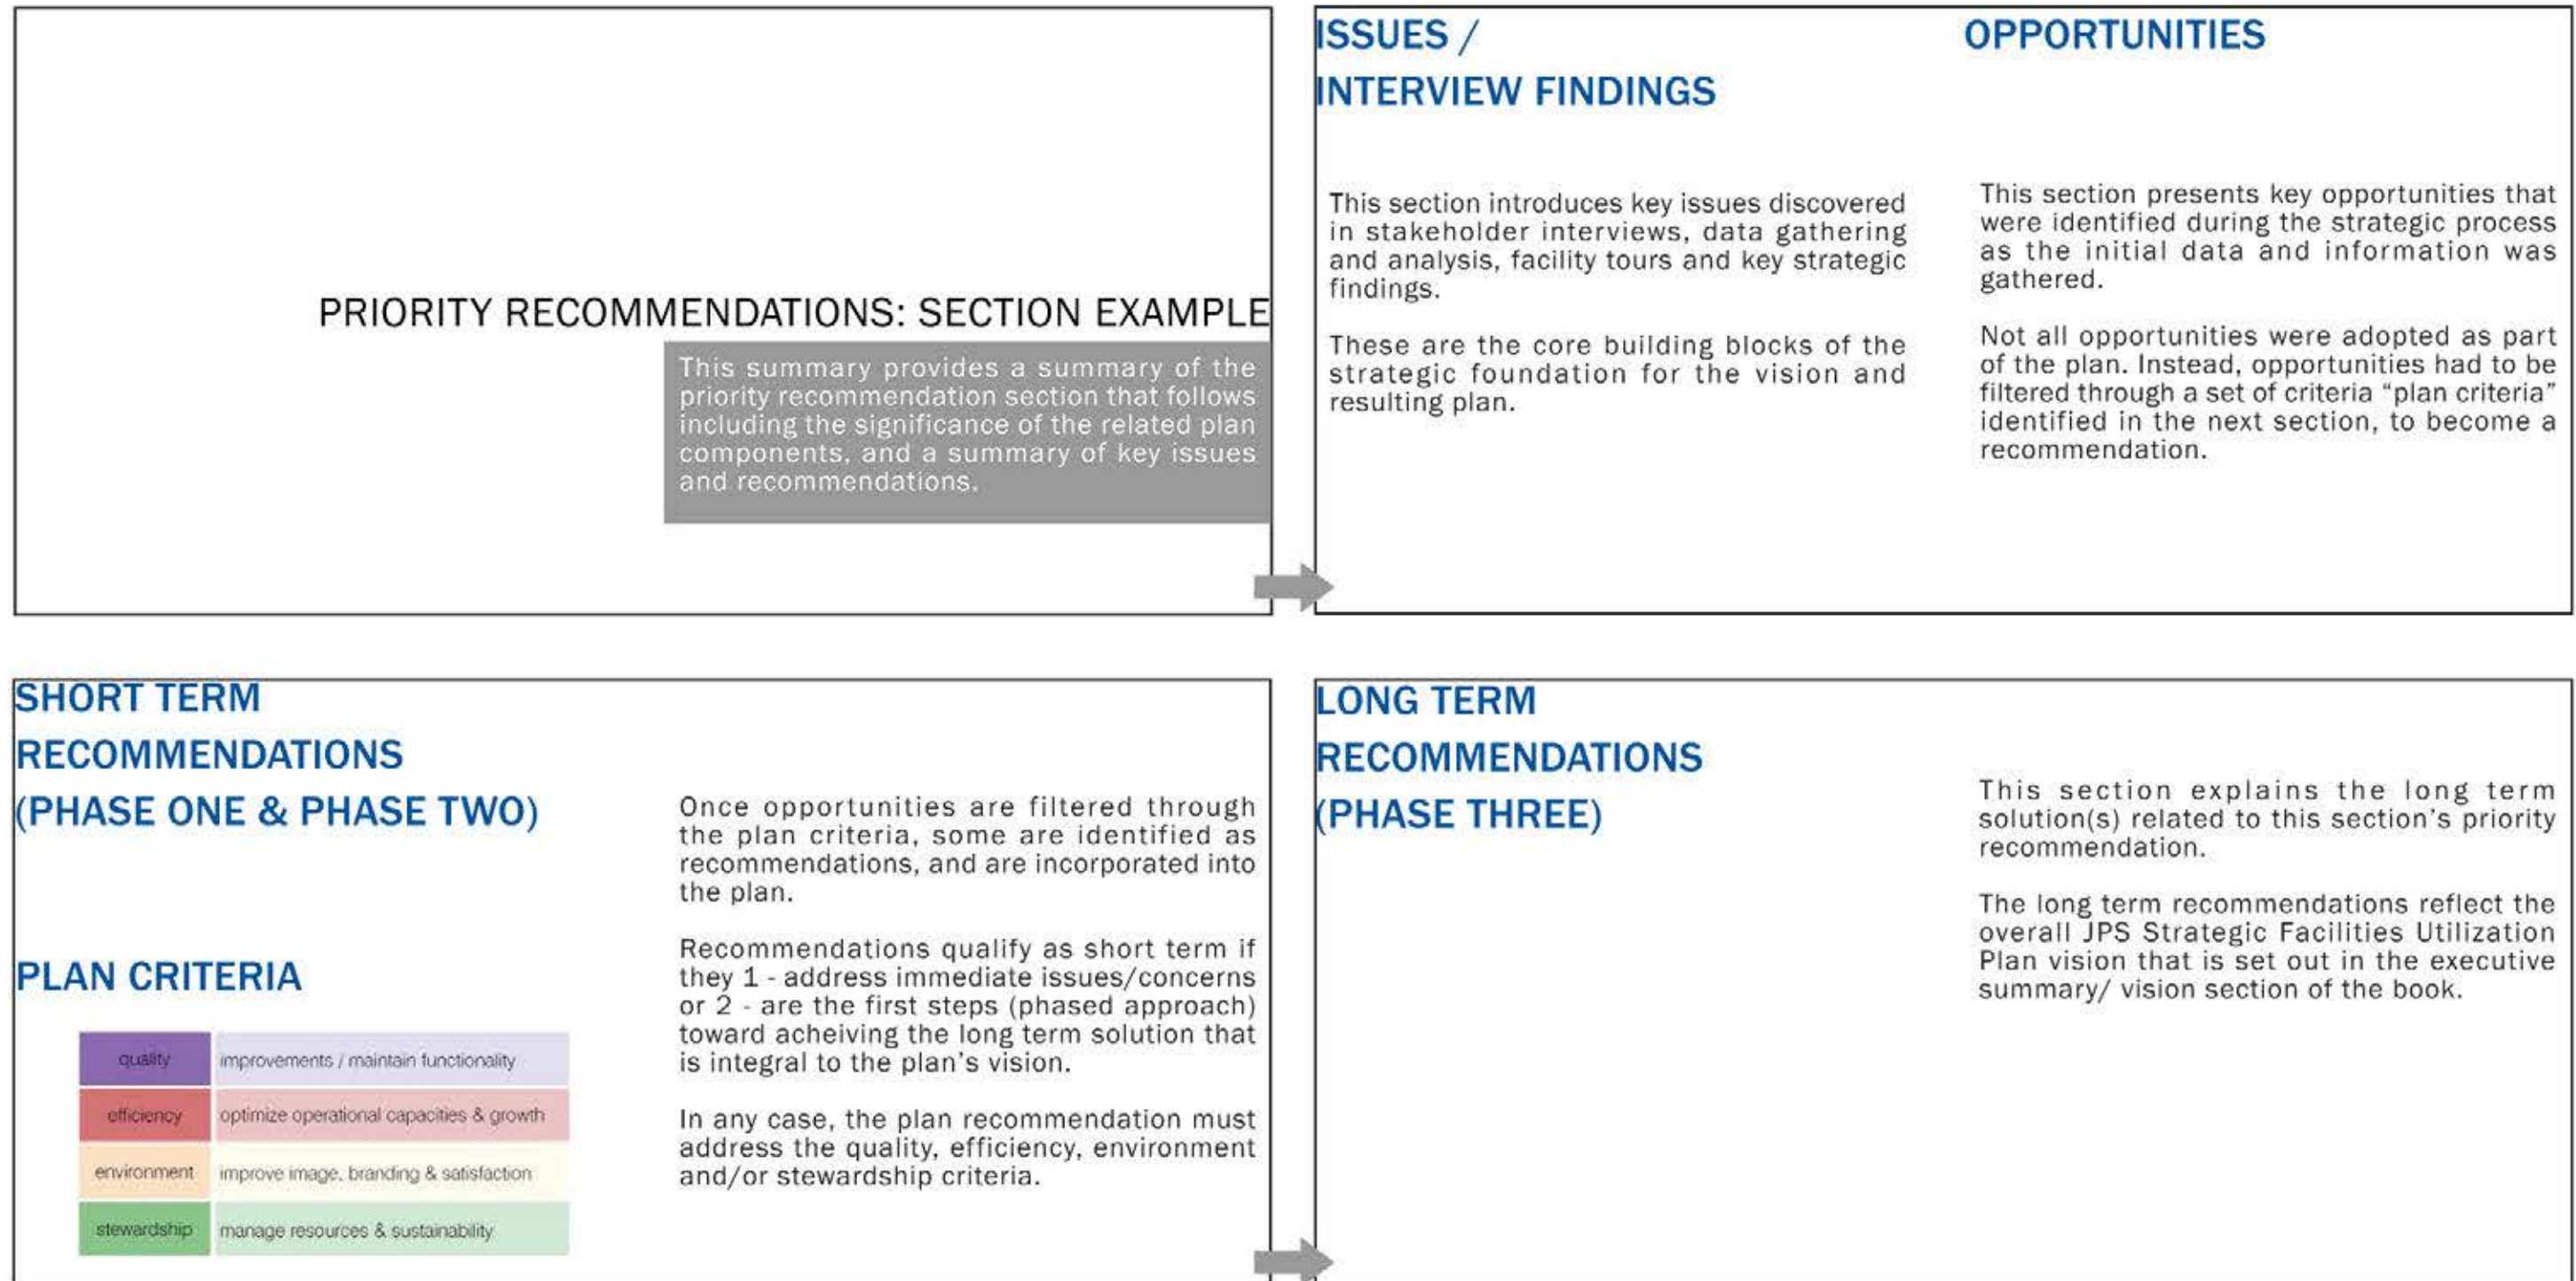 PRIORITY RECOMMENDATIONS: SECTION EXAMPLE
This summary provides a summary of the
priority recommendation section that follows
including the significance of the related plan
components, and a summary of key issues
and recommendations.
ISSUES /
INTERVIEW FINDINGS
This section introduces key issues discovered
in stakeholder interviews, data gathering
and analysis, facility tours and key strategic
findings.
These are the core building blocks of the
strategic foundation for the vision and
resulting plan.
OPPORTUNITIES
This section presents key opportunities that
were identified during the strategic process
as the initial data and information was
gathered.
Not all opportunities were adopted as part
of the plan. Instead, opportunities had to be
filtered through a set of criteria “plan criteria”
identified in the next section, to become a
recommendation.
SHORT TERM
RECOMMENDATIONS
(PHASE ONE & PHASE TWO)
PLAN CRITERIA
quality improvements / maintain functionality
efficiency optimize operational capacities & growth
environment improve image, branding & satisfaction
stewardship manage resources & sustainability
Once opportunities are filtered through
the plan criteria, some are identified as
recommendations, and are incorporated into
the plan.
Recommendations qualify as short term if
they 1 - address immediate issues/concerns
or 2 - are the first steps (phased approach)
toward acheiving the long term solution that
is integral to the plan’s vision.
In any case, the plan recommendation must
address the quality, efficiency, environment
and/or stewardship criteria.
LONG TERM
RECOMMENDATIONS
(PHASE THREE)
This section explains the long term
solution(s) related to this section’s priority
recommendation.
The long term recommendations reflect the
overall JPS Strategic Facilities Utilization
Plan vision that is set out in the executive
summary/ vision section of the book.